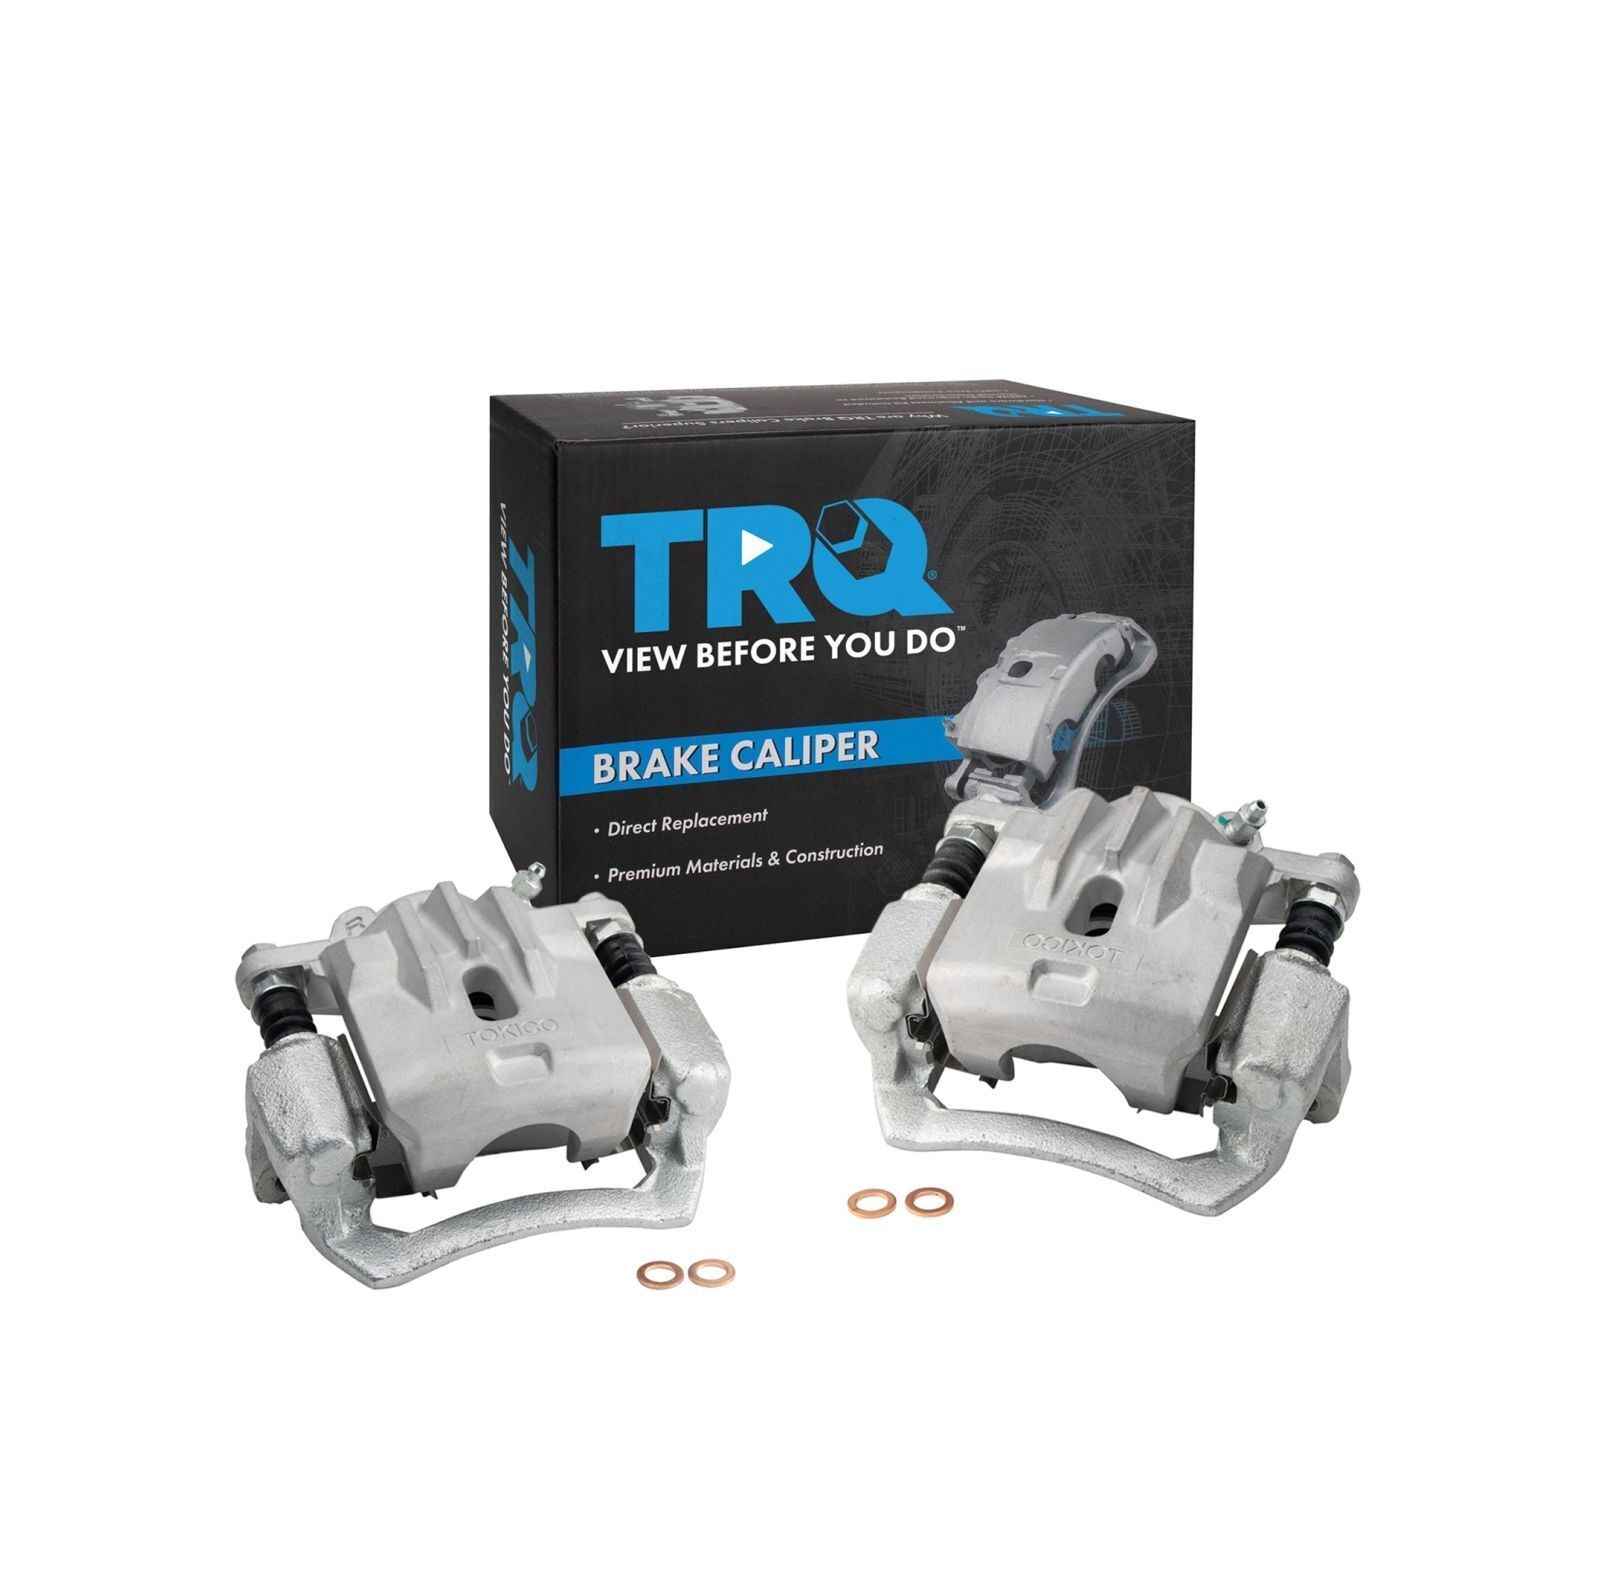 Why are TRQ Brake Calipers Superior?
TRQ
TRQ®
VIEW BEFORE YOU DO™
BRAKE CALIPER
• Direct Replacement
• Premium Materials & Construction
VIEW BEFORE YOU DO
TRQ
R
TOKICO
TOKICO